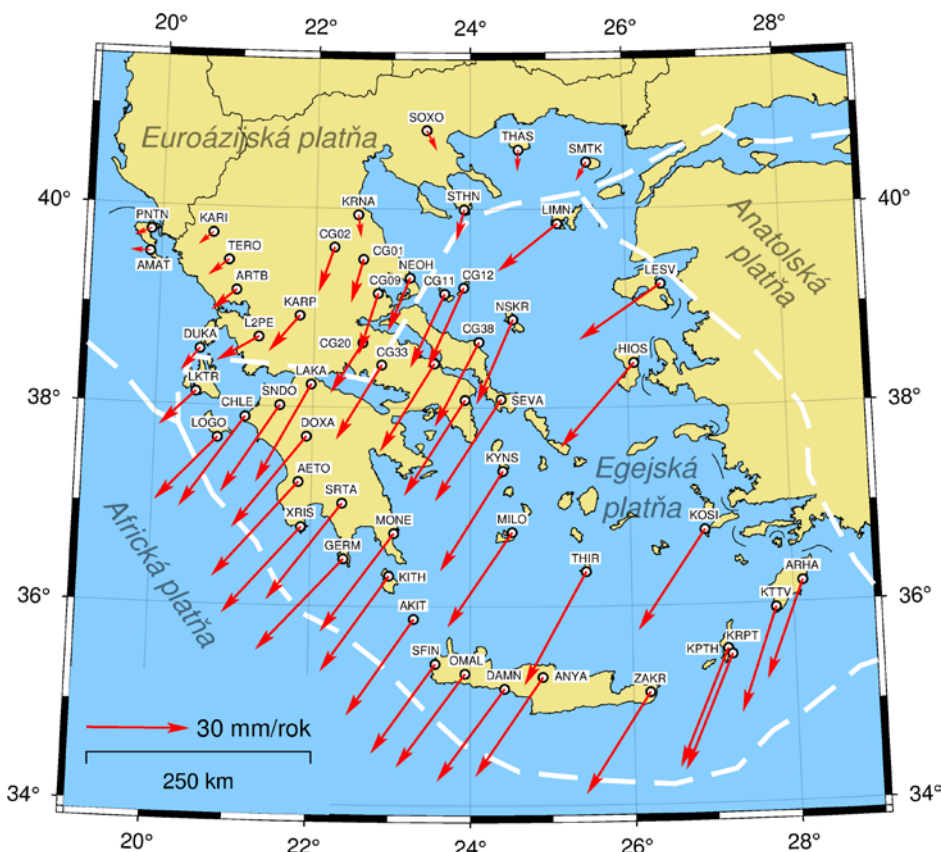 20°
22°
24°
26°
28°
SOXO
Euroázijská platňa
THAS
SMTK
40°
40°
PNTN
KARI
KRNA
STHN
LIMN
Anatolská
platňa
CG02
TERO
CG01
AMAT
NEOH
CG12
LESV
ARTB
CG09
CG11
KARP
NSKR
L2PE
CG38
DUKA
CG20
CG33
HIOS
LAKA
LKTR
SNDO
38°
38°
CHLE
SEVA
LOGO
DOXA
KYNS
Egejská
platňa
AETO
SRTA
XRIS
MONE
MILO
KOSI
Africká platňa
GERM
THIR
ARHA
KITH
KTTV
36°
36°
AKIT
KRPT
SFIN
OMAL
KPTH
DAMN
ANYA
ZAKR
30 mm/rok
250 km
34°
34°
20°
22°
24°
26°
28°